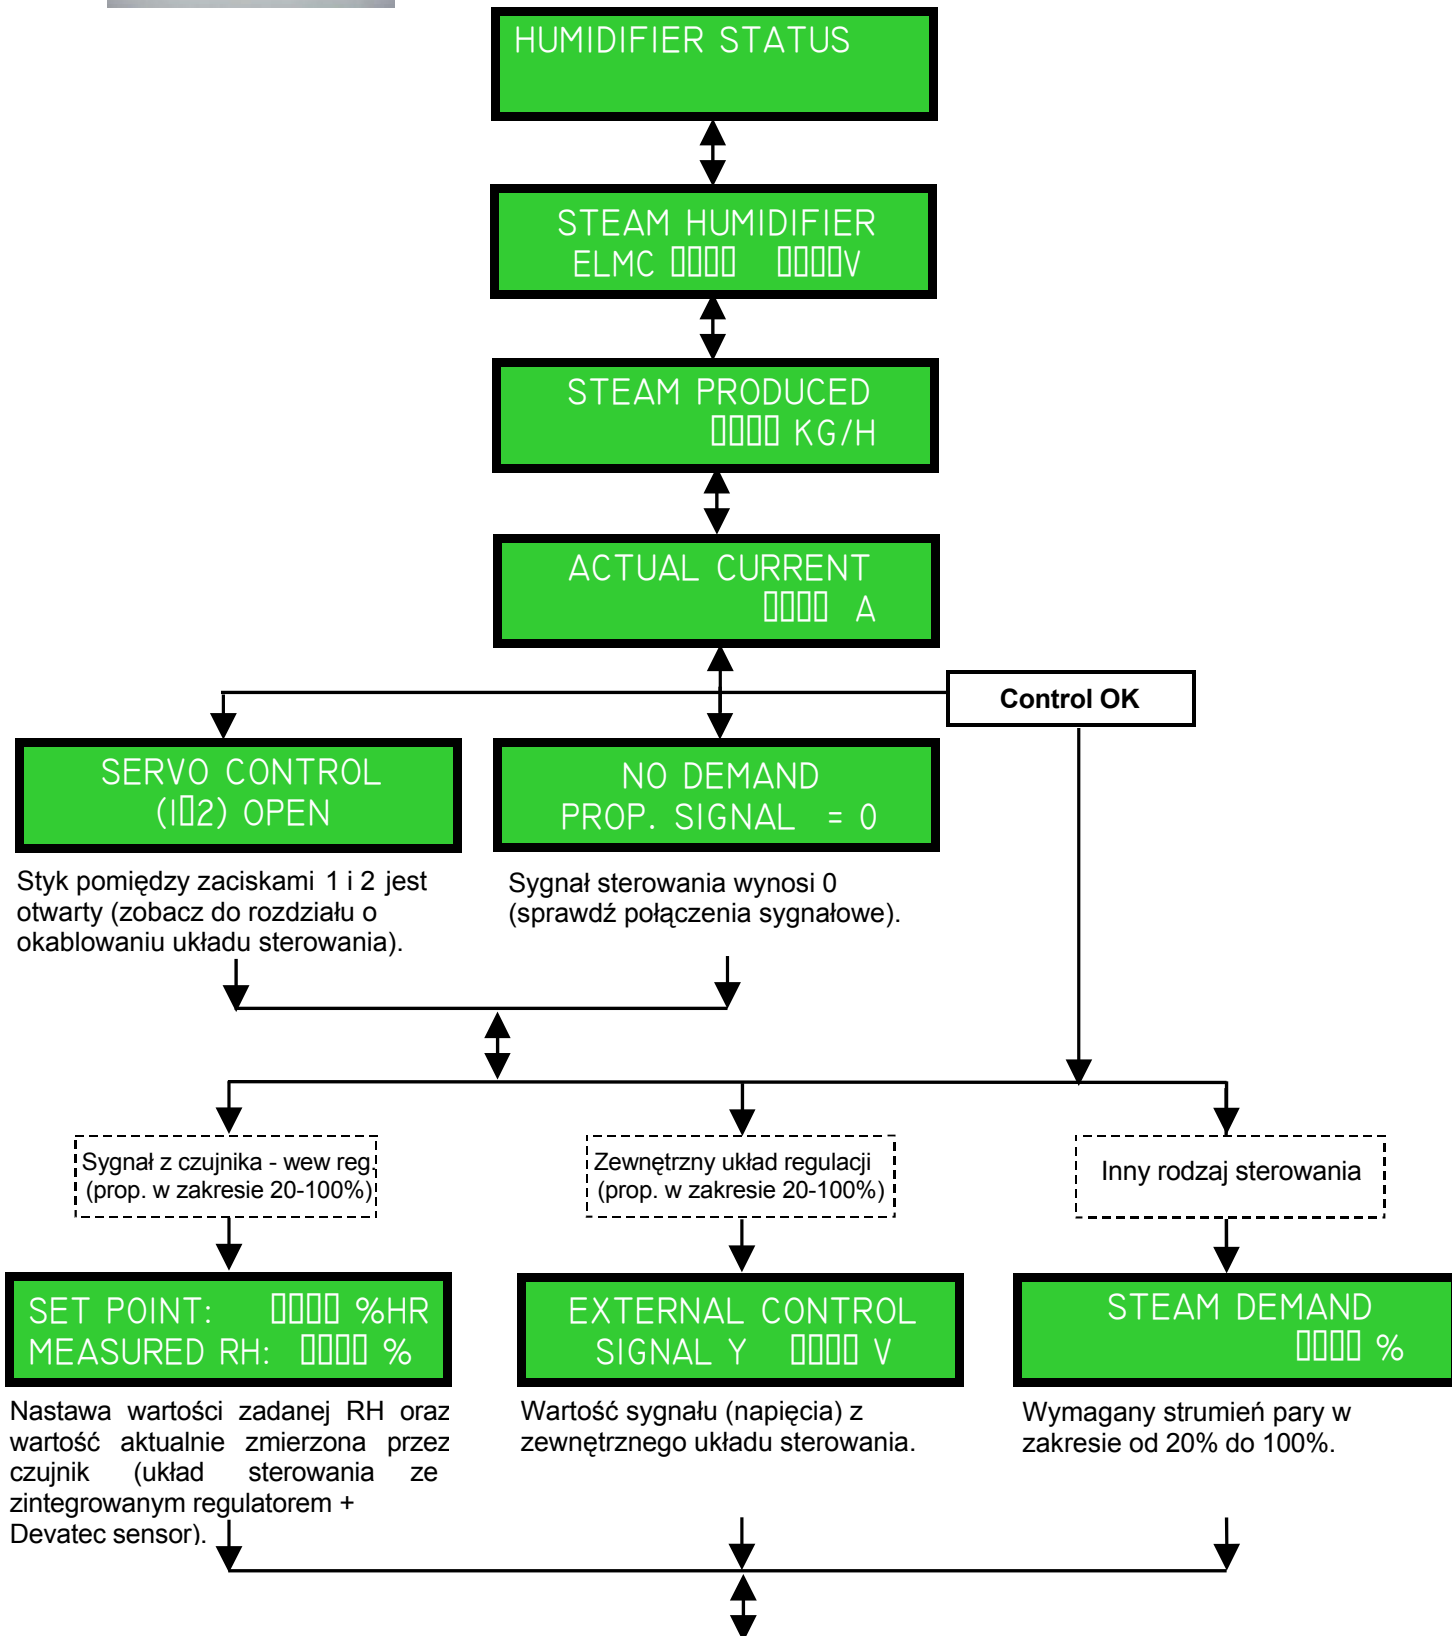 HUMIDIFIER STATUS
STEAM HUMIDIFIER
ELMC ▯▯▯▯ ▯▯▯▯V
STEAM PRODUCED
▯▯▯▯ KG/H
ACTUAL CURRENT
▯▯▯▯ A
Control OK
SERVO CONTROL
(1▯2) OPEN
NO DEMAND
PROP. SIGNAL = 0
Styk pomiędzy zaciskami 1 i 2 jest
otwarty (zobacz do rozdziału o
okablowaniu układu sterowania).
Sygnał sterowania wynosi 0
(sprawdź połączenia sygnałowe).
Sygnał z czujnika - wew reg.
(prop. w zakresie 20-100%)
Zewnętrzny układ regulacji
(prop. w zakresie 20-100%)
Inny rodzaj sterowania
SET POINT: ▯▯▯▯ %HR
MEASURED RH: ▯▯▯▯ %
EXTERNAL CONTROL
SIGNAL Y ▯▯▯▯ V
STEAM DEMAND
▯▯▯▯ %
Nastawa wartości zadanej RH oraz
wartość aktualnie zmierzona przez
czujnik (układ sterowania ze
zintegrowanym regulatorem +
Devatec sensor).
Wartość sygnału (napięcia) z
zewnętrznego układu sterowania.
Wymagany strumień pary w
zakresie od 20% do 100%.